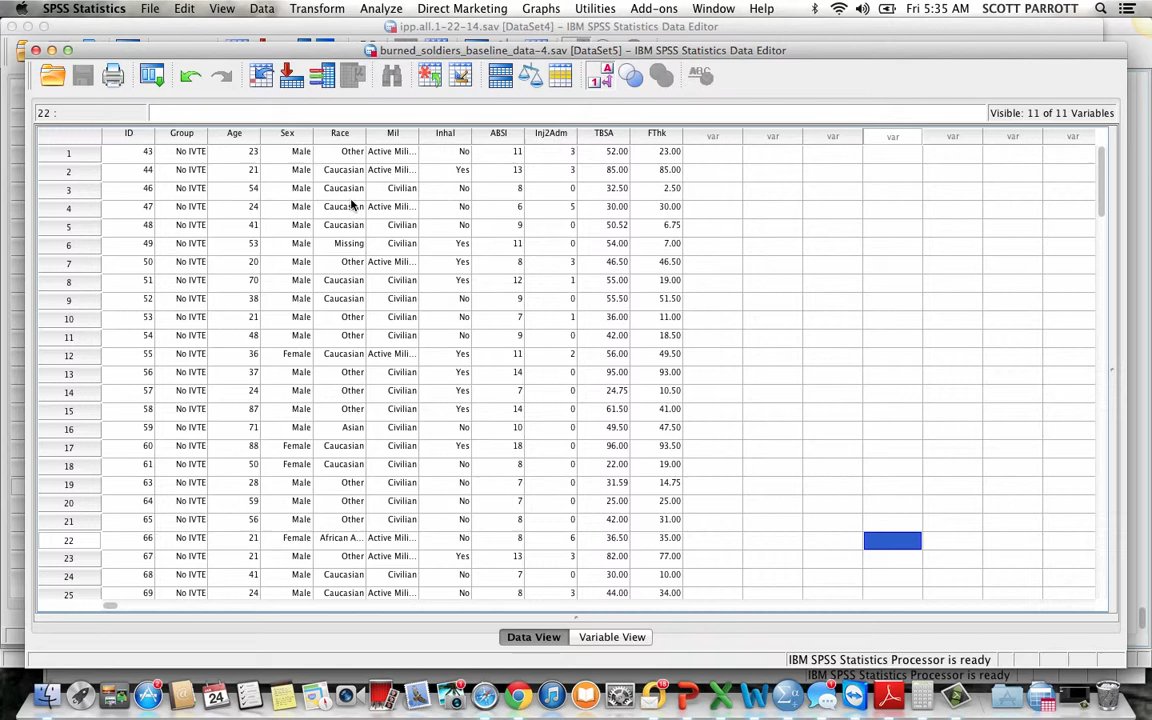 SPSS Statistics File Edit View Data Transform Analyze Direct Marketing Graphs Utilities Add-ons Window Help Fri 5:35 AM SCOTT PARROTT
ipp.all.1-22-14.sav [DataSet4] – IBM SPSS Statistics Data Editor
burned_soldiers_baseline_data-4.sav [DataSet5] – IBM SPSS Statistics Data Editor
22 : Visible: 11 of 11 Variables
ID Group Age Sex Race Mil Inhal ABSI Inj2Adm TBSA FThk var var var var var var var
1 43 No IVTE 23 Male Other Active Mili... No 11 3 52.00 23.00
2 44 No IVTE 21 Male Caucasian Active Mili... Yes 13 3 85.00 85.00
3 46 No IVTE 54 Male Caucasian Civilian No 8 0 32.50 2.50
4 47 No IVTE 24 Male Caucasian Active Mili... No 6 5 30.00 30.00
5 48 No IVTE 41 Male Caucasian Civilian No 9 0 50.52 6.75
6 49 No IVTE 53 Male Missing Civilian Yes 11 0 54.00 7.00
7 50 No IVTE 20 Male Other Active Mili... Yes 8 3 46.50 46.50
8 51 No IVTE 70 Male Caucasian Civilian Yes 12 1 55.00 19.00
9 52 No IVTE 38 Male Caucasian Civilian No 9 0 55.50 51.50
10 53 No IVTE 21 Male Other Civilian No 7 1 36.00 11.00
11 54 No IVTE 48 Male Other Civilian No 9 0 42.00 18.50
12 55 No IVTE 36 Female Caucasian Active Mili... Yes 11 2 56.00 49.50
13 56 No IVTE 37 Male Other Civilian Yes 14 0 95.00 93.00
14 57 No IVTE 24 Male Other Civilian Yes 7 0 24.75 10.50
15 58 No IVTE 87 Male Other Civilian Yes 14 0 61.50 41.00
16 59 No IVTE 71 Male Asian Civilian No 10 0 49.50 47.50
17 60 No IVTE 88 Female Caucasian Civilian Yes 18 0 96.00 93.50
18 61 No IVTE 50 Female Caucasian Civilian No 8 0 22.00 19.00
19 63 No IVTE 28 Male Other Civilian No 7 0 31.59 14.75
20 64 No IVTE 59 Male Other Civilian No 7 0 25.00 25.00
21 65 No IVTE 56 Male Other Civilian No 8 0 42.00 31.00
22 66 No IVTE 21 Female African A... Active Mili... No 8 6 36.50 35.00
23 67 No IVTE 21 Male Other Active Mili... Yes 13 3 82.00 77.00
24 68 No IVTE 41 Male Caucasian Civilian No 7 0 30.00 10.00
25 69 No IVTE 24 Male Caucasian Active Mili... No 8 3 44.00 34.00
Data View Variable View
IBM SPSS Statistics Processor is ready
IBM SPSS Statistics Processor is ready